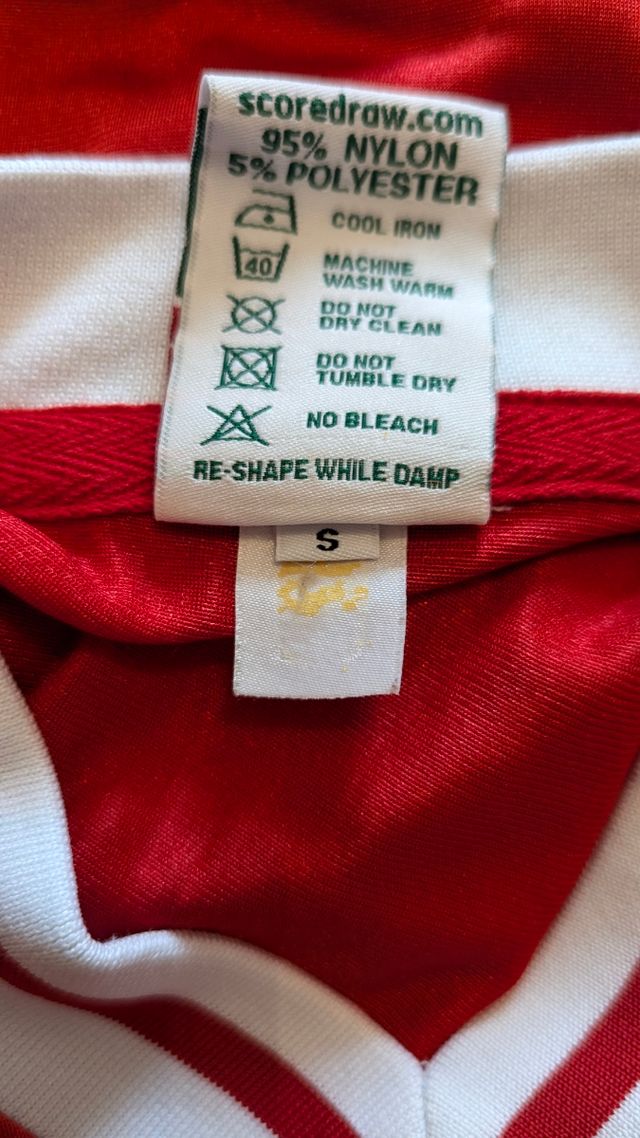 scoredraw.com
95% NYLON
5% POLYESTER
COOL IRON
40
MACHINE
WASH WARM
DO NOT
DRY CLEAN
DO NOT
TUMBLE DRY
NO BLEACH
RE-SHAPE WHILE DAMP
S